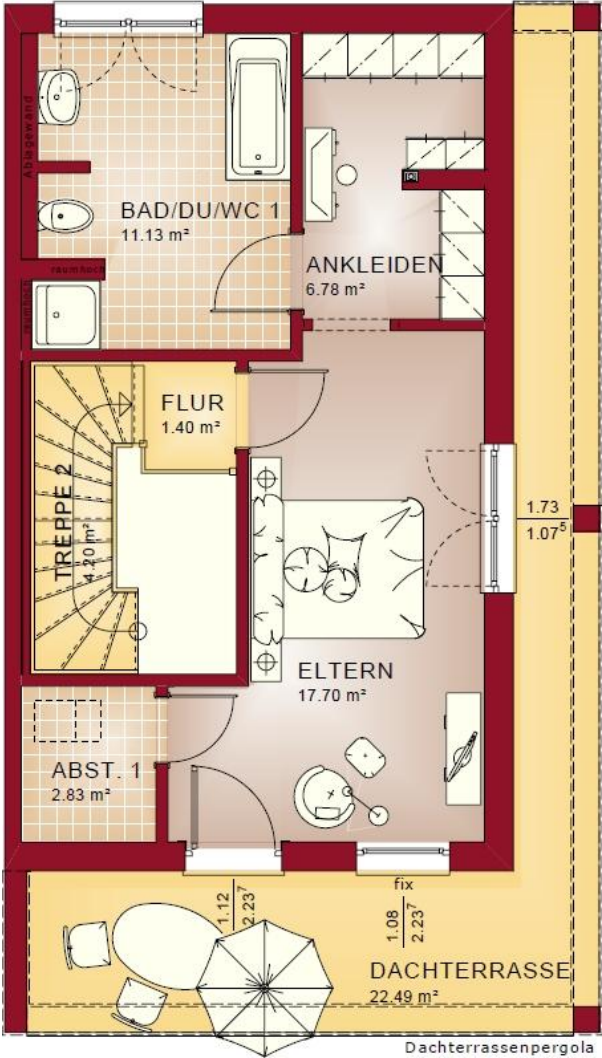 Ablagewand
BAD/DU/WC 1
11.13 m²
raumhoch
raumhoch
ANKLEIDEN
6.78 m²
FLUR
1.40 m²
TREPPE 2
4.20 m²
1.73
1.07⁵
ELTERN
17.70 m²
ABST. 1
2.83 m²
fix
1.12
2.23⁷
1.08
2.23⁷
DACHTERRASSE
22.49 m²
Dachterrassenpergola